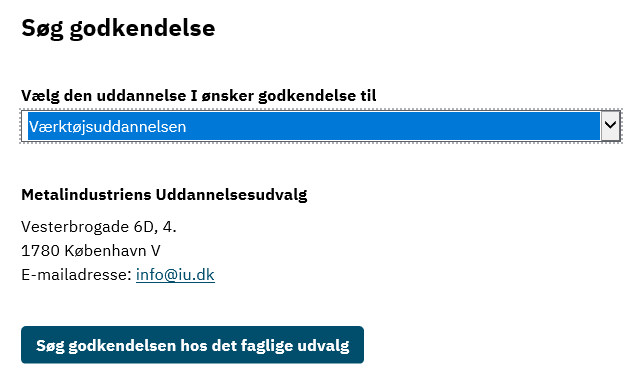 Søg godkendelse
Vælg den uddannelse I ønsker godkendelse til
Værktøjsuddannelsen
Metalindustriens Uddannelsesudvalg
Vesterbrogade 6D, 4.
1780 København V
E-mailadresse: info@iu.dk
Søg godkendelsen hos det faglige udvalg